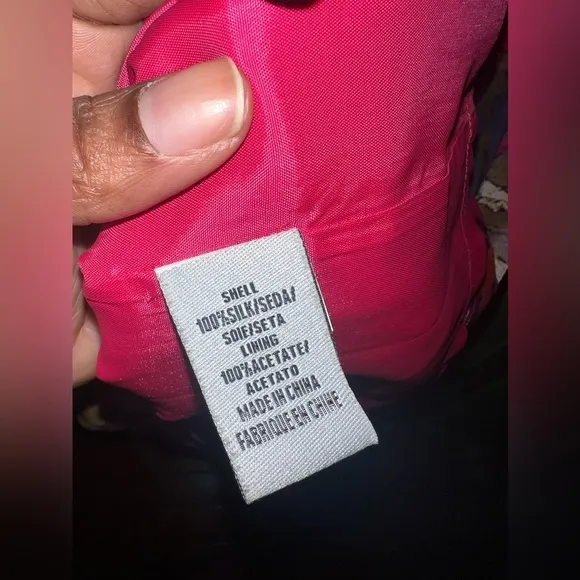 SHELL
100%SILK/SEDA/
SOIE/SETA
LINING
100%ACETATE/
ACETATO
MADE IN CHINA
FABRIQUE EN CHINE